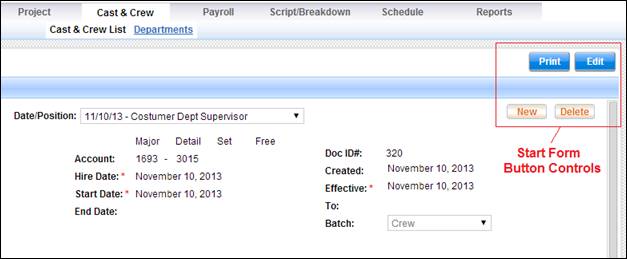 Project Cast & Crew Payroll Script/Breakdown Schedule Reports
Cast & Crew List Departments
Print Edit
New Delete
Date/Position: 11/10/13 - Costumer Dept Supervisor
Start Form
Button Controls
Major Detail Set Free
Account: 1693 - 3015
Hire Date:* November 10, 2013
Start Date:* November 10, 2013
End Date:
Doc ID#: 320
Created: November 10, 2013
Effective:* November 10, 2013
To:
Batch: Crew